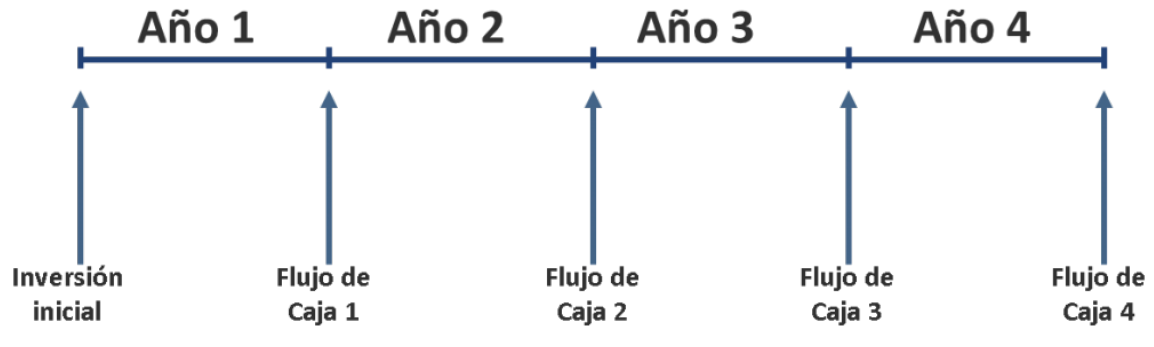 Año 1
Año 2
Año 3
Año 4
Inversión
inicial
Flujo de
Caja 1
Flujo de
Caja 2
Flujo de
Caja 3
Flujo de
Caja 4